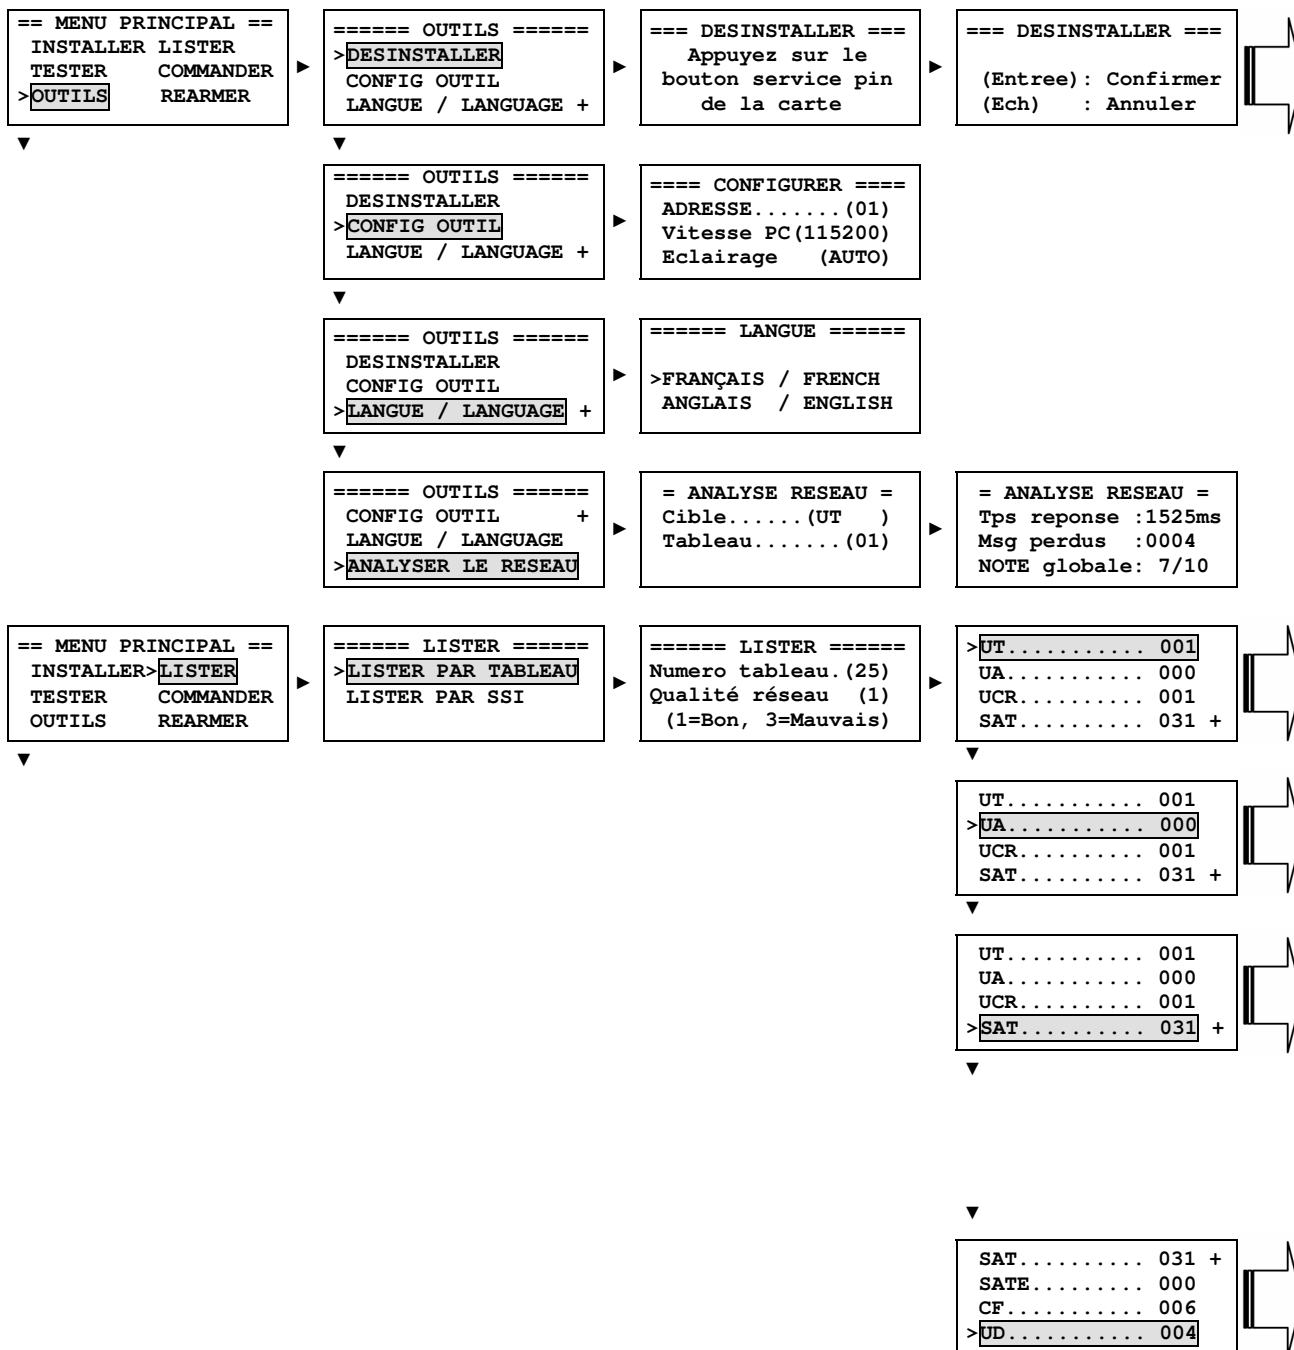 == MENU PRINCIPAL ==
INSTALLER LISTER
TESTER COMMANDER
>OUTILS REARMER
====== OUTILS ======
>DESINSTALLER
CONFIG OUTIL
LANGUE / LANGUAGE +
=== DESINSTALLER ===
Appuyez sur le
bouton service pin
de la carte
=== DESINSTALLER ===
(Entree): Confirmer
(Ech) : Annuler
====== OUTILS ======
DESINSTALLER
>CONFIG OUTIL
LANGUE / LANGUAGE +
==== CONFIGURER ====
ADRESSE.......(01)
Vitesse PC(115200)
Eclairage (AUTO)
====== OUTILS ======
DESINSTALLER
CONFIG OUTIL
>LANGUE / LANGUAGE +
====== LANGUE ======
>FRANÇAIS / FRENCH
ANGLAIS / ENGLISH
====== OUTILS ======
CONFIG OUTIL +
LANGUE / LANGUAGE
>ANALYSER LE RESEAU
= ANALYSE RESEAU =
Cible......(UT )
Tableau.......(01)
= ANALYSE RESEAU =
Tps reponse :1525ms
Msg perdus :0004
NOTE globale: 7/10
== MENU PRINCIPAL ==
INSTALLER>LISTER
TESTER COMMANDER
OUTILS REARMER
====== LISTER ======
>LISTER PAR TABLEAU
LISTER PAR SSI
====== LISTER ======
Numero tableau.(25)
Qualité réseau (1)
(1=Bon, 3=Mauvais)
>UT........... 001
UA........... 000
UCR.......... 001
SAT.......... 031 +
UT........... 001
>UA........... 000
UCR.......... 001
SAT.......... 031 +
UT........... 001
UA........... 000
UCR.......... 001
>SAT.......... 031 +
SAT.......... 031 +
SATE......... 000
CF........... 006
>UD........... 004